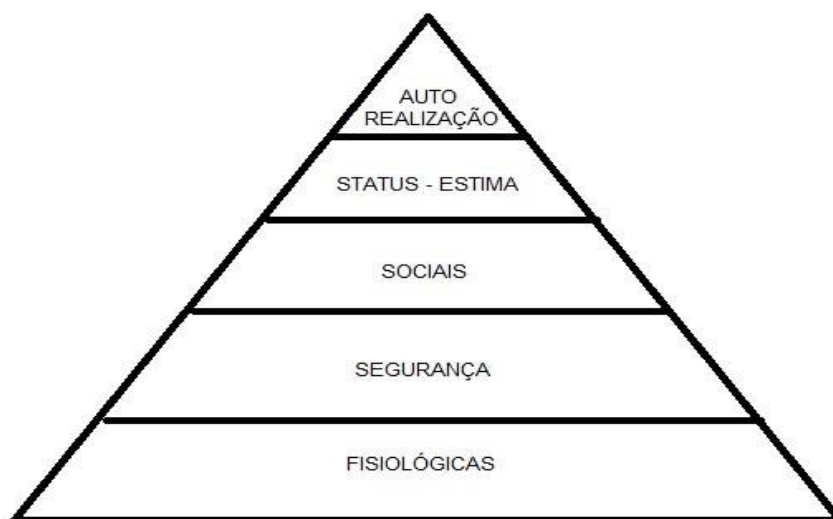 AUTO
REALIZAÇÃO
STATUS - ESTIMA
SOCIAIS
SEGURANÇA
FISIOLÓGICAS